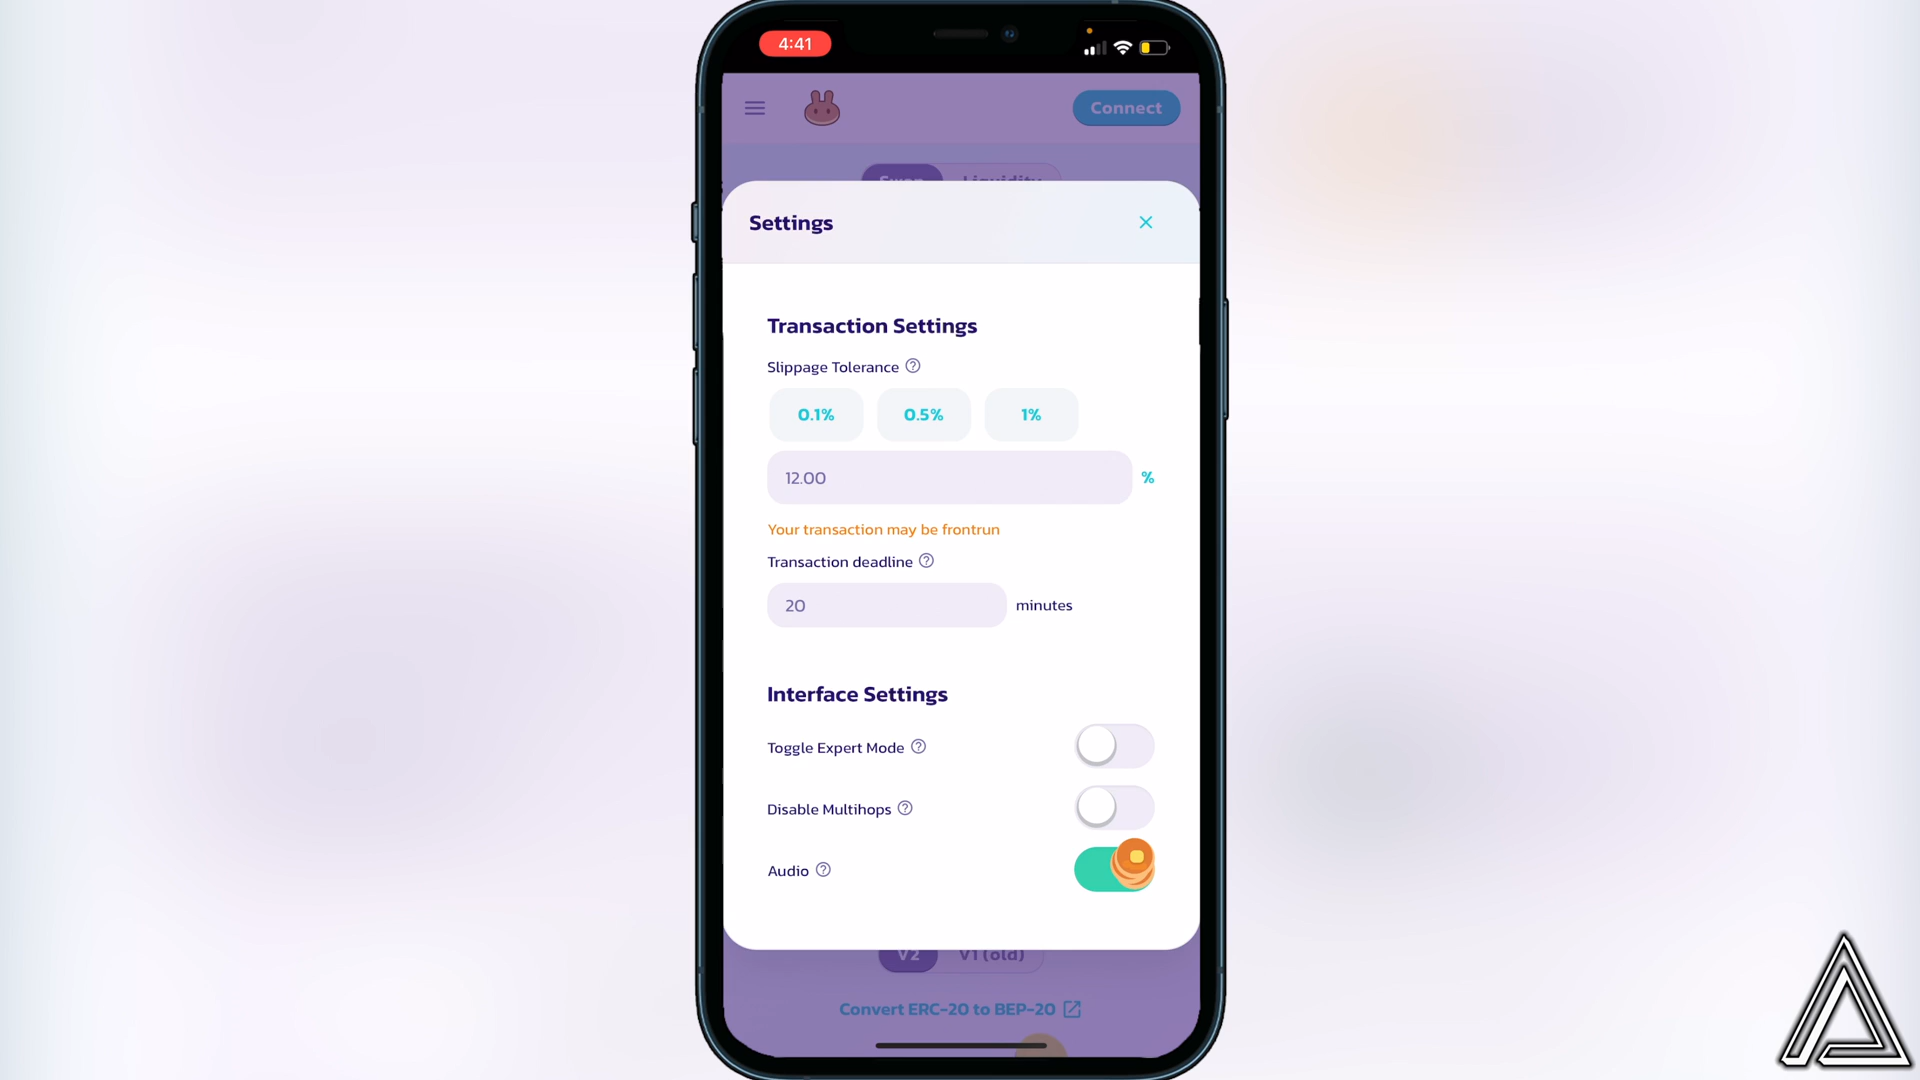 4:41
Connect
Swap Liquidity
Settings
Transaction Settings
Slippage Tolerance ?
0.1% 0.5% 1%
12.00 %
Your transaction may be frontrun
Transaction deadline ?
20 minutes
Interface Settings
Toggle Expert Mode ?
Disable Multihops ?
Audio ?
V2 V1 (old)
Convert ERC-20 to BEP-20